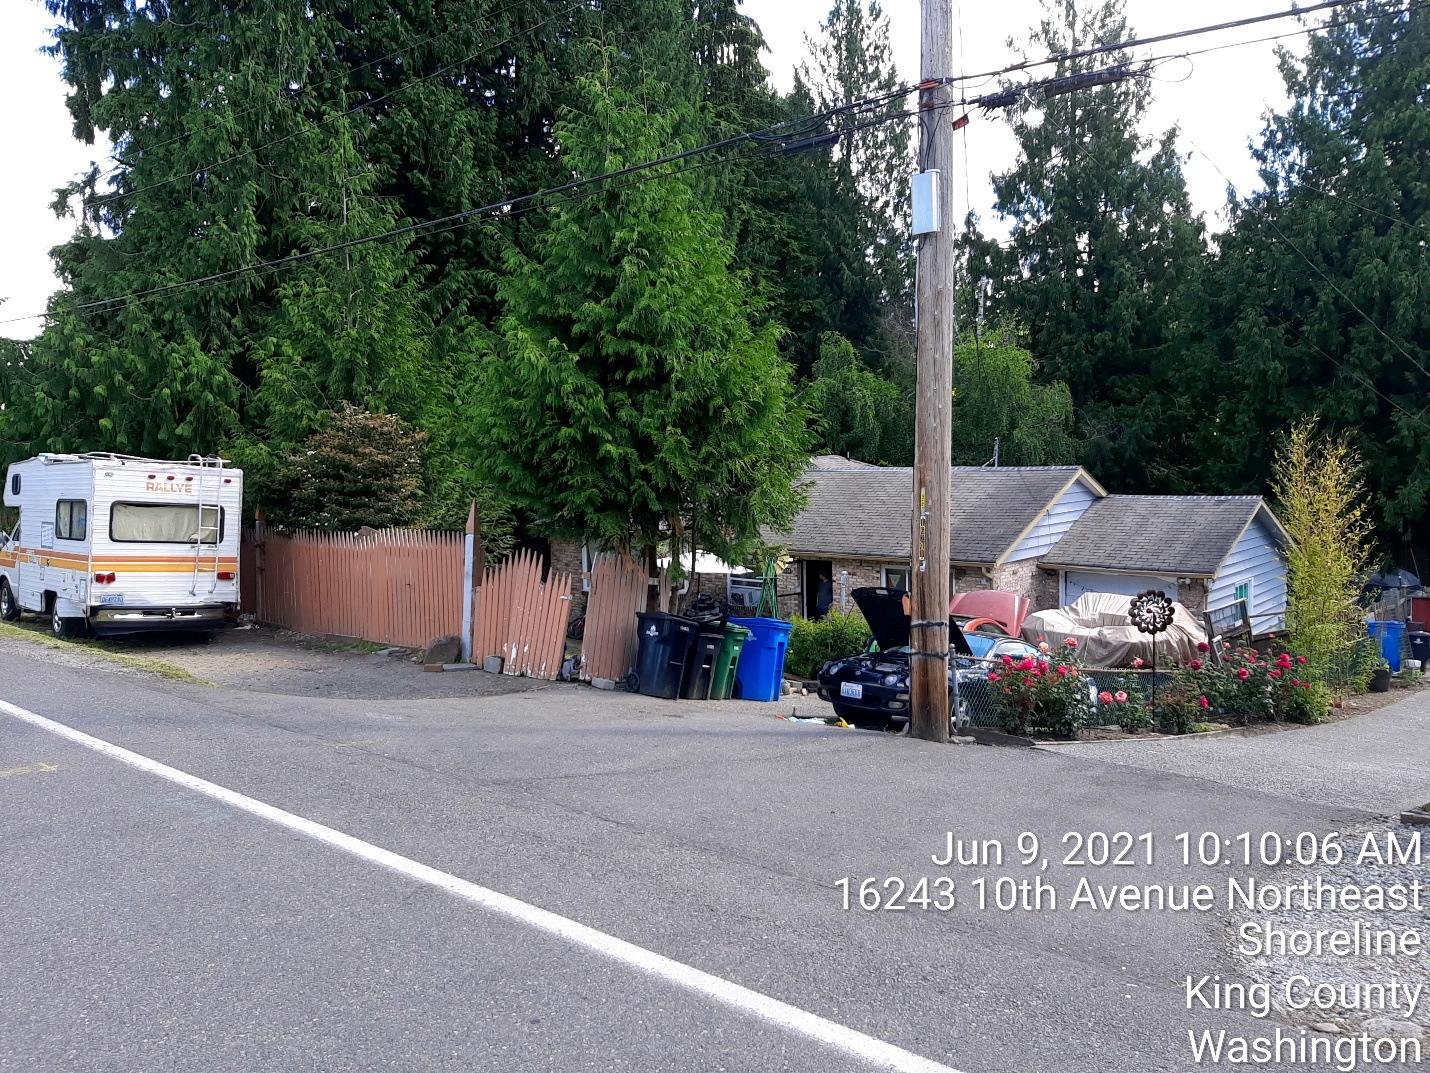 RALLYE
Jun 9, 2021 10:10:06 AM
16243 10th Avenue Northeast
Shoreline
King County
Washington